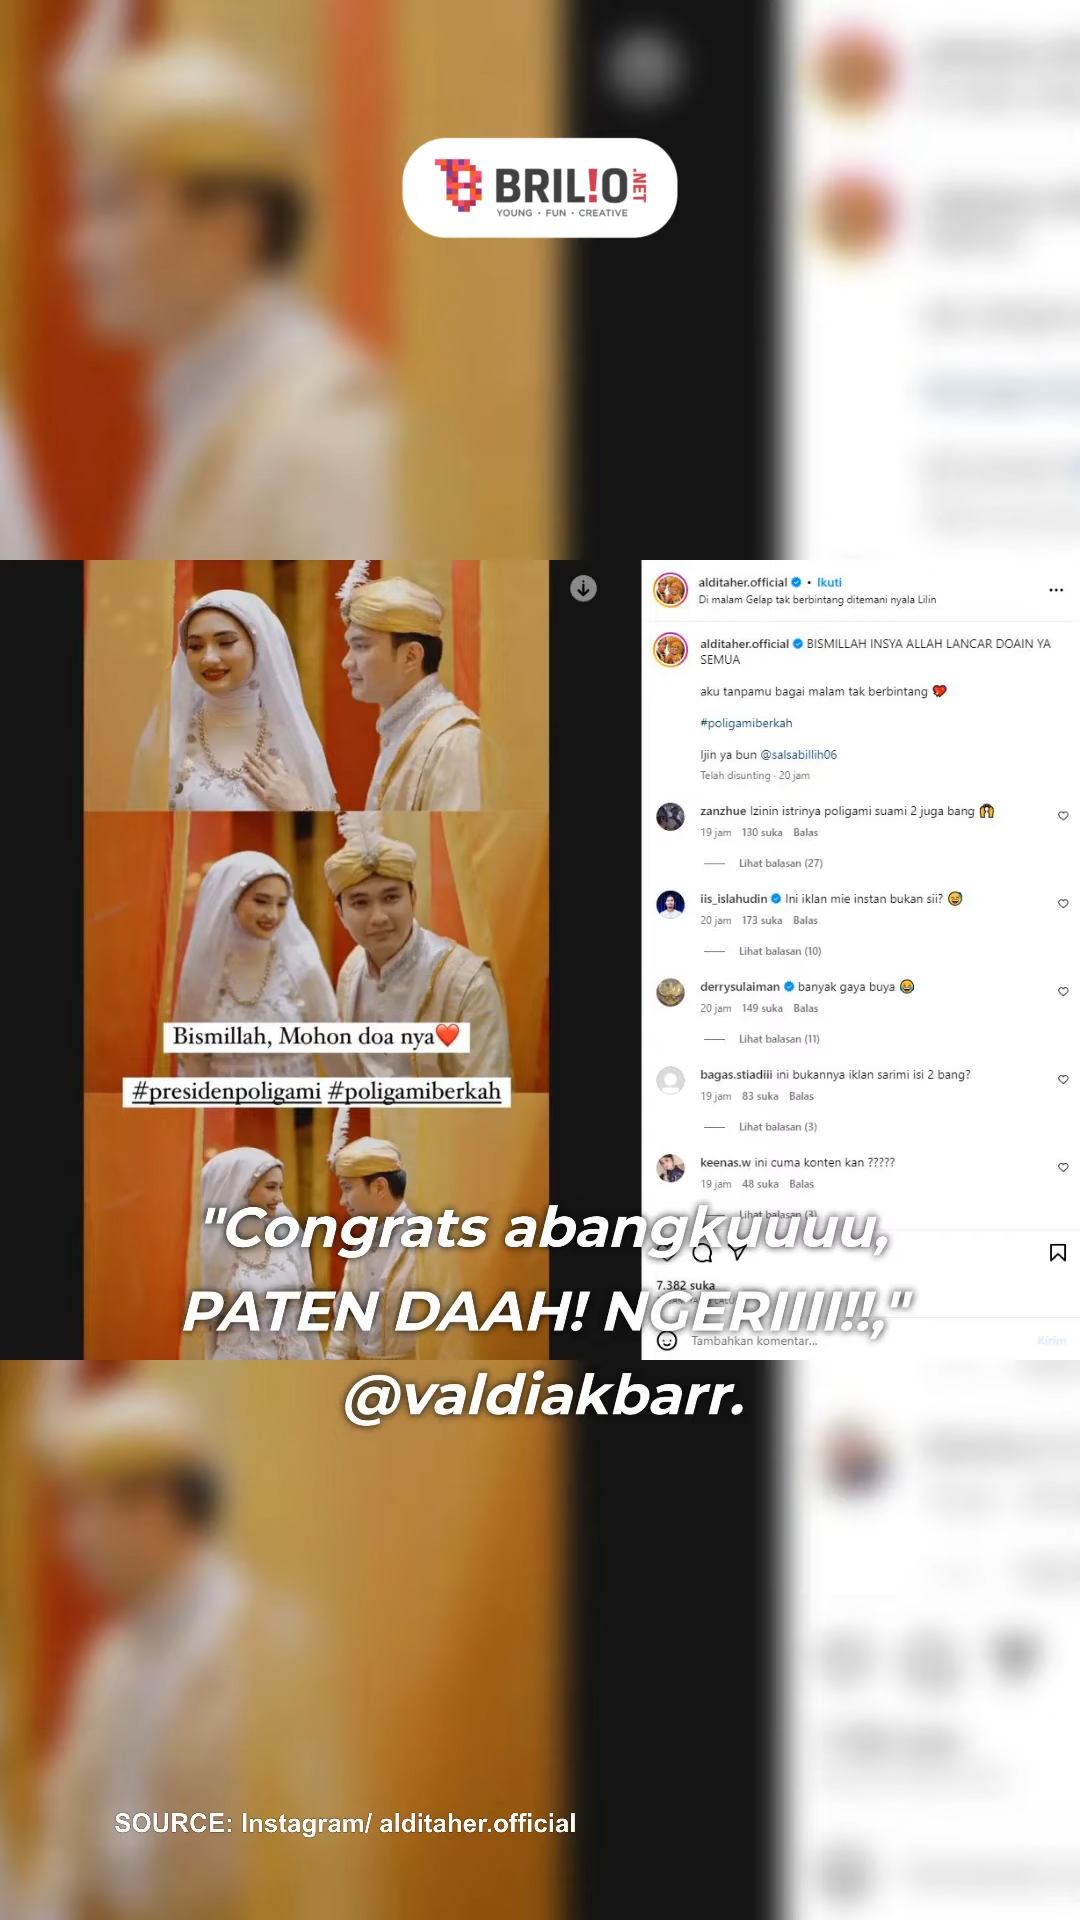 BRIL!O.NET
YOUNG · FUN · CREATIVE
alditaher.official • Ikuti
Di malam Gelap tak berbintang ditemani nyala Lilin
alditaher.official BISMILLAH INSYA ALLAH LANCAR DOAIN YA
SEMUA
aku tanpamu bagai malam tak berbintang 💘
#poligamiberkah
Ijin ya bun @salsabillih06
Telah disunting · 20 jam
zanzhue Izinin istrinya poligami suami 2 juga bang
19 jam 130 suka Balas
Lihat balasan (27)
iis_islahudin Ini iklan mie instan bukan sii? 😅
20 jam 173 suka Balas
Lihat balasan (10)
derrysulaiman banyak gaya buya 😂
20 jam 149 suka Balas
Lihat balasan (11)
bagas.stiadiii ini bukannya iklan sarimi isi 2 bang?
19 jam 83 suka Balas
Lihat balasan (3)
keenas.w ini cuma konten kan ?????
19 jam 48 suka Balas
Lihat balasan (3)
7.382 suka
Tambahkan komentar...
Kirim
Bismillah, Mohon doa nya❤️
#presidenpoligami #poligamiberkah
"Congrats abangkuuuu,
PATEN DAAH! NGERIIII!!,"
@valdiakbarr.
SOURCE: Instagram/ alditaher.official